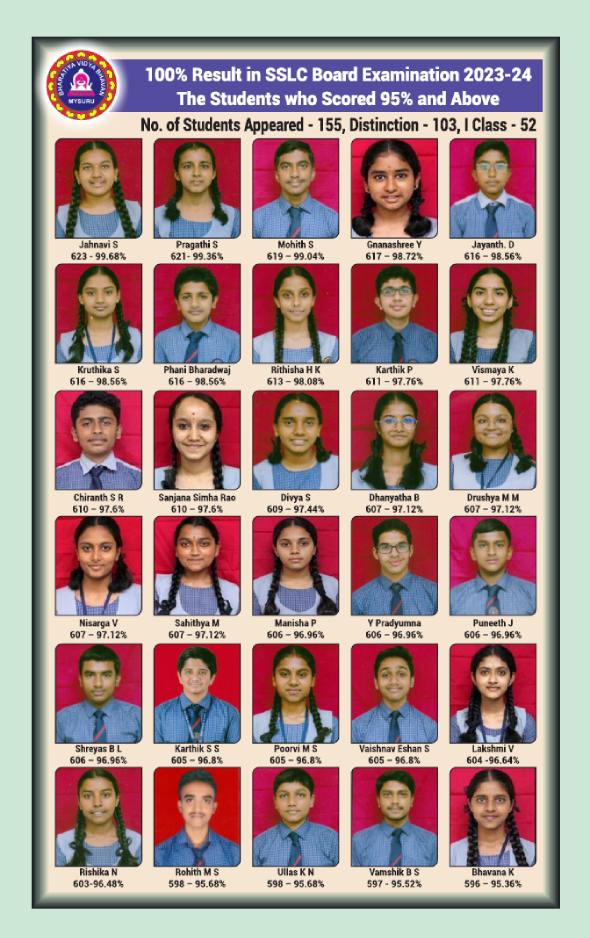 BHARATIYA VIDYA BHAVAN
MYSURU
100% Result in SSLC Board Examination 2023-24
The Students who Scored 95% and Above
No. of Students Appeared - 155, Distinction - 103, I Class - 52
Jahnavi S Pragathi S Mohith S Gnanashree Y Jayanth. D
623 - 99.68% 621- 99.36% 619 – 99.04% 617 – 98.72% 616 – 98.56%
Kruthika S Phani Bharadwaj Rithisha H K Karthik P Vismaya K
616 – 98.56% 616 – 98.56% 613 – 98.08% 611 – 97.76% 611 – 97.76%
Chiranth S R Sanjana Simha Rao Divya S Dhanyatha B Drushya M M
610 – 97.6% 610 – 97.6% 609 – 97.44% 607 – 97.12% 607 – 97.12%
Nisarga V Sahithya M Manisha P Y Pradyumna Puneeth J
607 – 97.12% 607 – 97.12% 606 – 96.96% 606 – 96.96% 606 – 96.96%
Shreyas B L Karthik S S Poorvi M S Vaishnav Eshan S Lakshmi V
606 – 96.96% 605 – 96.8% 605 – 96.8% 605 – 96.8% 604 -96.64%
Rishika N Rohith M S Ullas K N Vamshik B S Bhavana K
603-96.48% 598 – 95.68% 598 – 95.68% 597 - 95.52% 596 – 95.36%